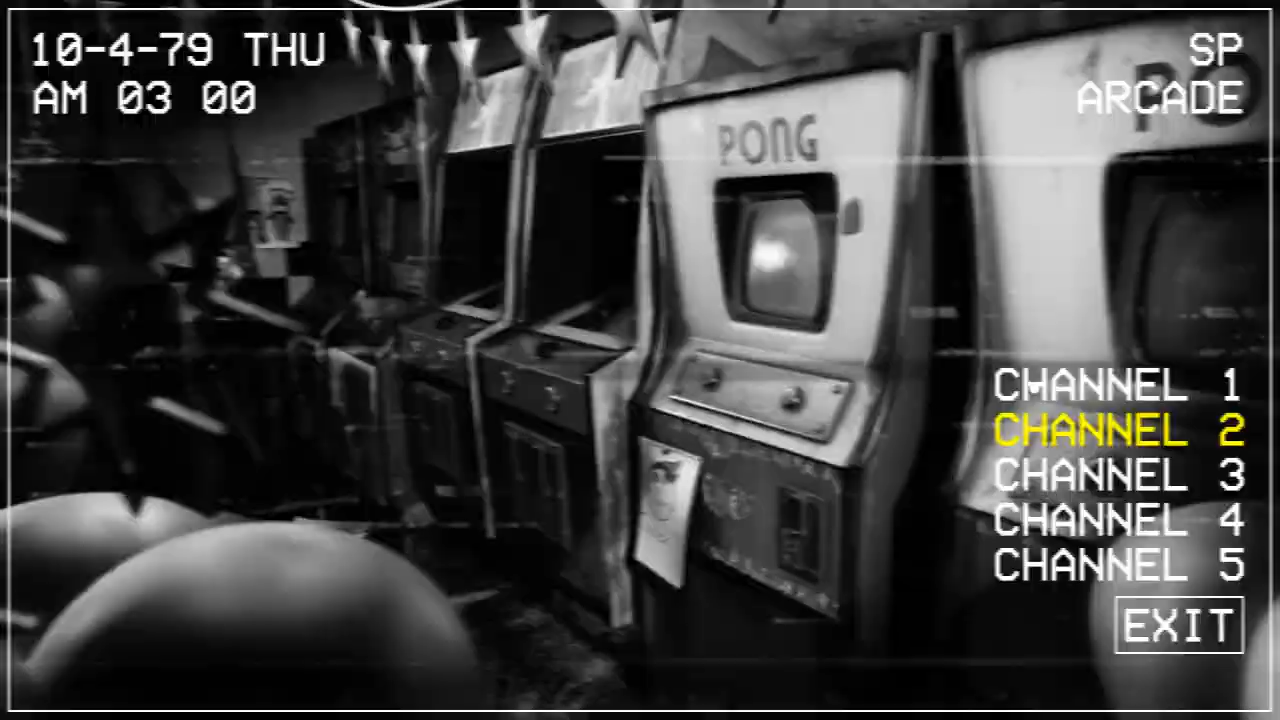 10-4-79 THU
AM 03 00
SP
ARCADE
PONG
PO
CHANNEL 1
CHANNEL 2
CHANNEL 3
CHANNEL 4
CHANNEL 5
EXIT